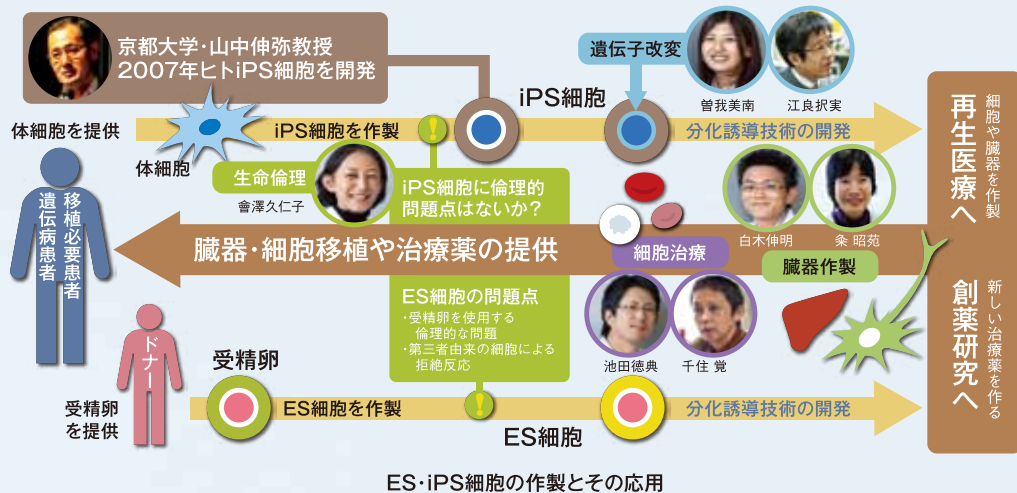 京都大学・山中伸弥教授
2007年ヒトiPS細胞を開発
遺伝子改変
曽我美南
江良択実
iPS細胞
体細胞を提供
iPS細胞を作製
!
分化誘導技術の開発
体細胞
生命倫理
會澤久仁子
iPS細胞に倫理的
問題点はないか?
移植必要患者
遺伝病患者
白木伸明
粂 昭苑
臓器・細胞移植や治療薬の提供
細胞治療
臓器作製
ES細胞の問題点
・受精卵を使用する
倫理的な問題
・第三者由来の細胞による
拒絶反応
池田徳典
千住 覚
ドナー
受精卵
受精卵
を提供
ES細胞を作製
!
ES細胞
分化誘導技術の開発
細胞や臓器を作製
再生医療へ
新しい治療薬を作る
創薬研究へ
ES・iPS細胞の作製とその応用